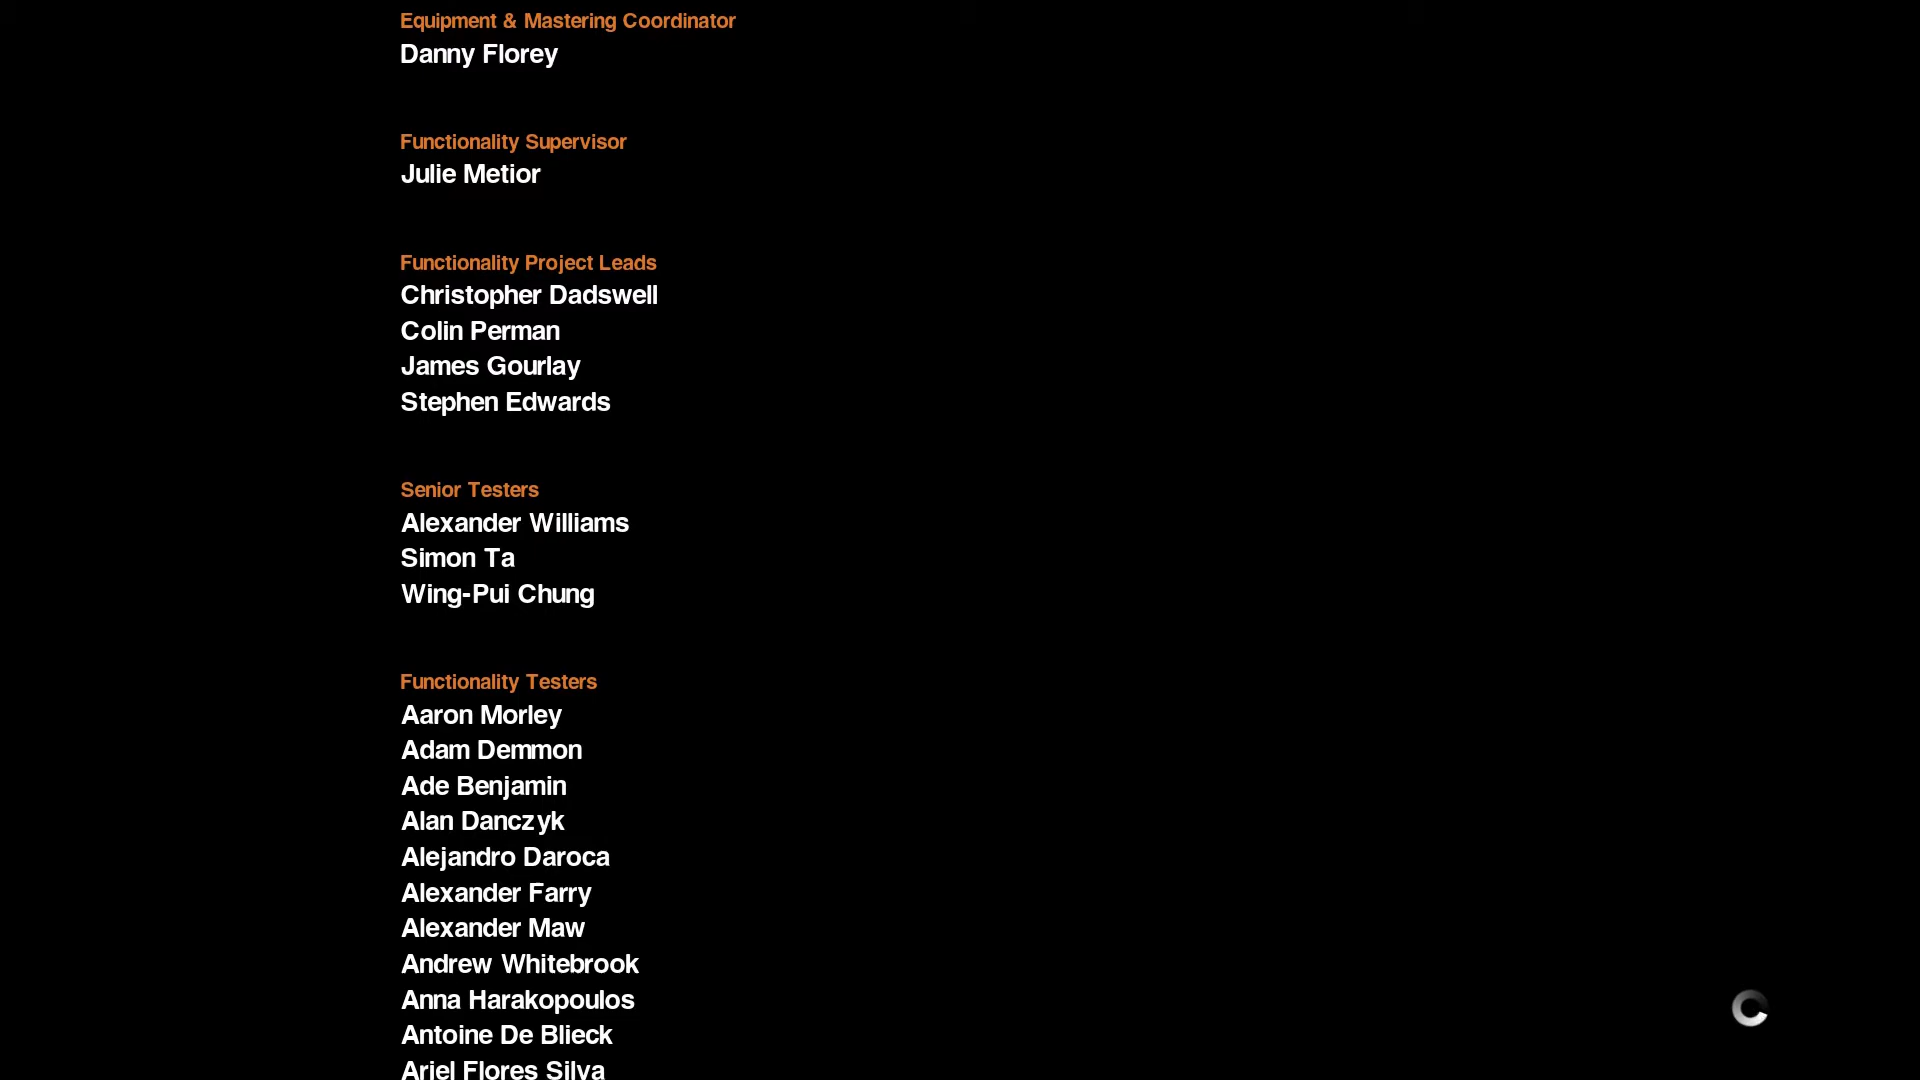 Equipment & Mastering Coordinator
Danny Florey
Functionality Supervisor
Julie Metior
Functionality Project Leads
Christopher Dadswell
Colin Perman
James Gourlay
Stephen Edwards
Senior Testers
Alexander Williams
Simon Ta
Wing-Pui Chung
Functionality Testers
Aaron Morley
Adam Demmon
Ade Benjamin
Alan Danczyk
Alejandro Daroca
Alexander Farry
Alexander Maw
Andrew Whitebrook
Anna Harakopoulos
Antoine De Blieck
Ariel Flores Silva